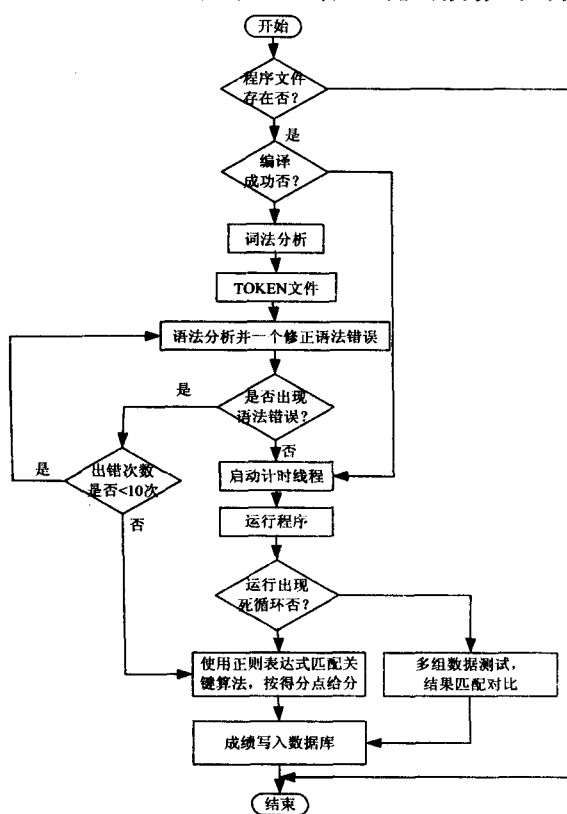 开始
程序文件
存在否?
是
编译
成功否?
词法分析
TOKEN文件
语法分析并一个修正语法错误
是
是否出现
语法错误?
否
是
出错次数
是否<10次
否
启动计时线程
运行程序
运行出现
死循环否?
使用正则表达式匹配关
键算法,按得分点给分
多组数据测试,
结果匹配对比
成绩写入数据库
结束